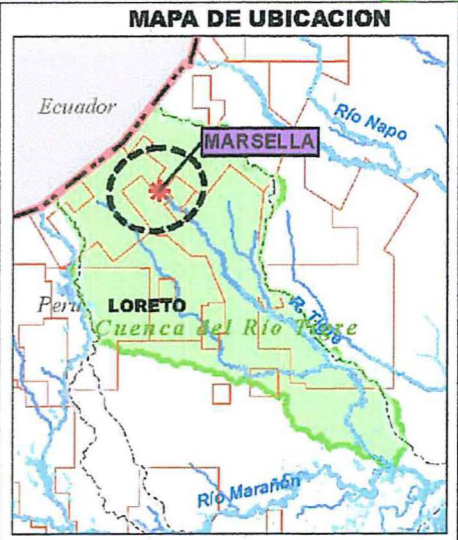 MAPA DE UBICACION
Ecuador
Río Napo
MARSELLA
Perú
LORETO
R. Tigre
Cuenca del Río Tigre
Río Marañón